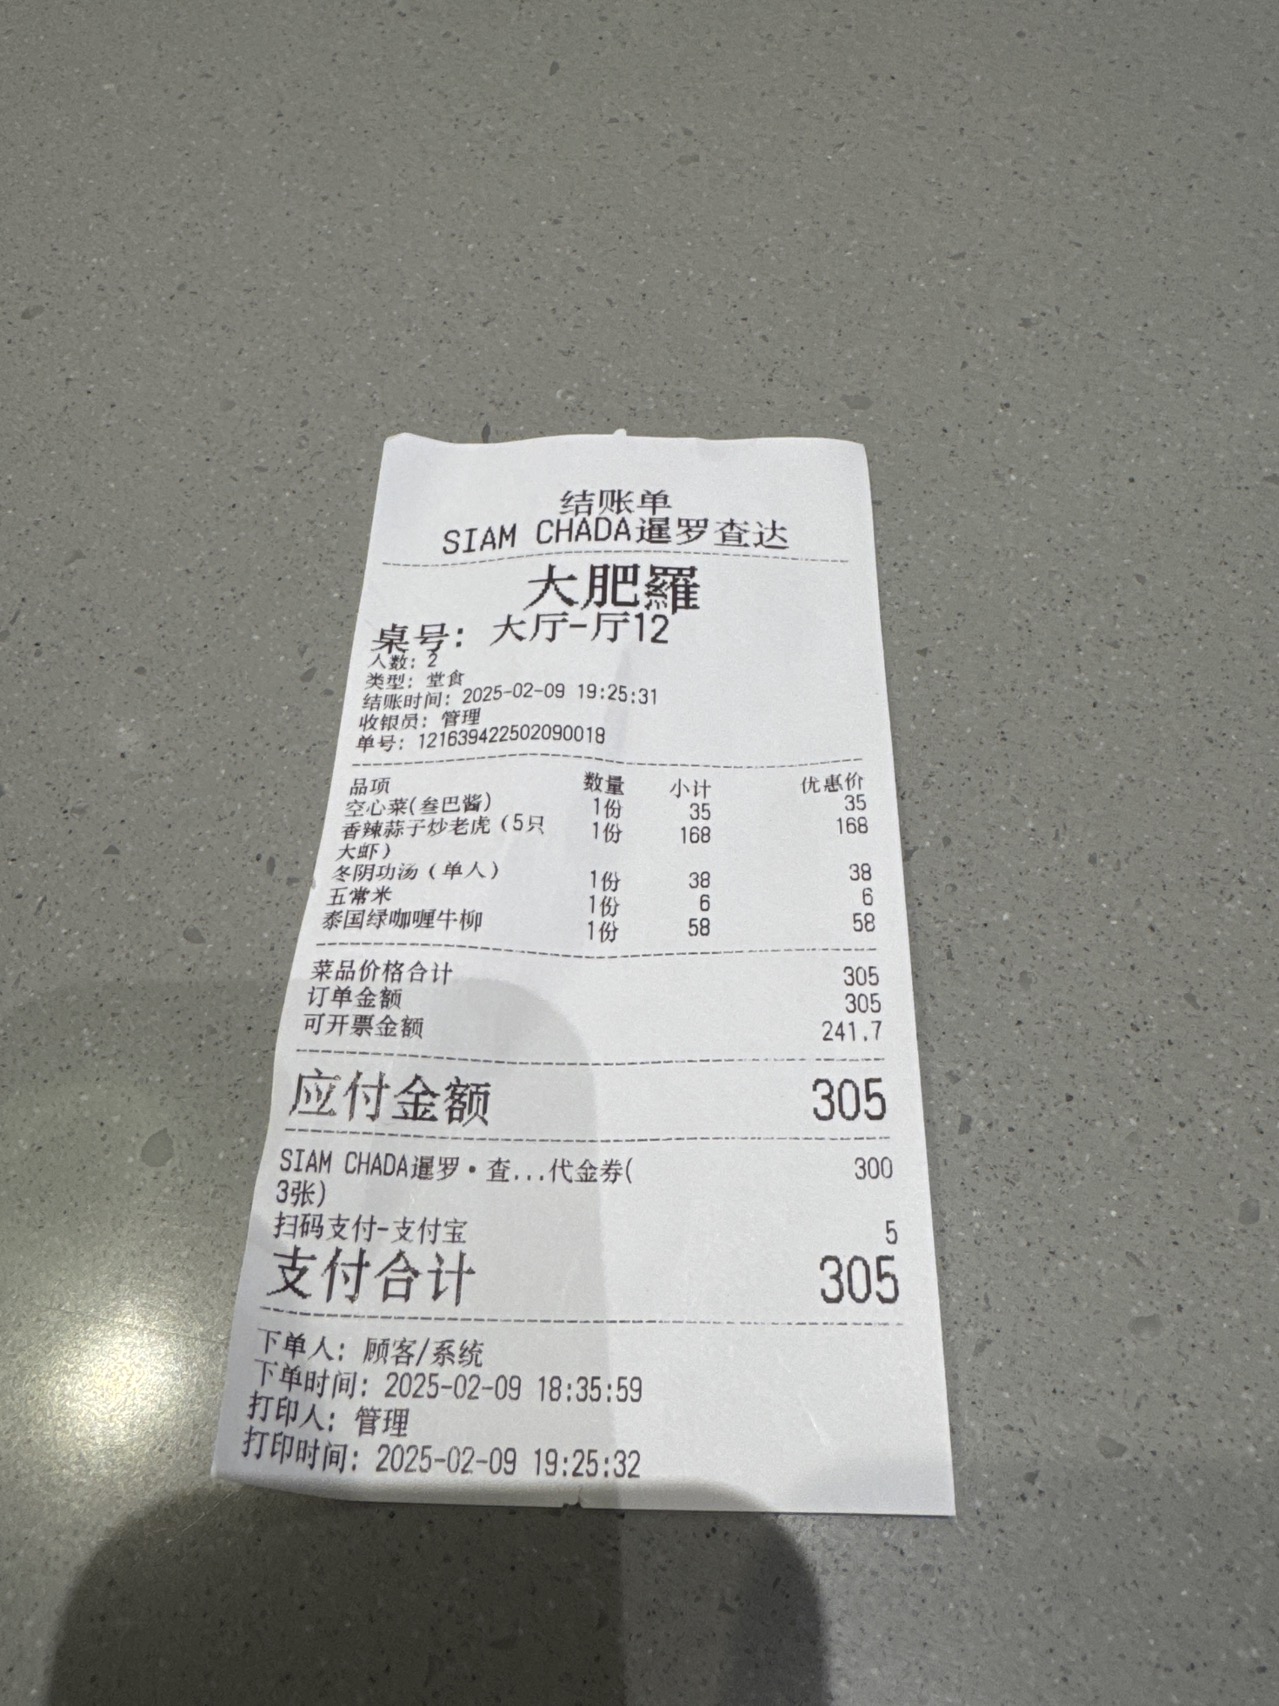 结账单
SIAM CHADA暹罗查达
大肥羅
桌号: 大厅-厅12
人数: 2
类型: 堂食
结账时间: 2025-02-09 19:25:31
收银员: 管理
单号: 121639422502090018
品项 数量 小计 优惠价
空心菜(叁巴酱) 1份 35 35
香辣蒜子炒老虎（5只 1份 168 168
大虾）
冬阴功汤（单人） 1份 38 38
五常米 1份 6 6
泰国绿咖喱牛柳 1份 58 58
菜品价格合计 305
订单金额 305
可开票金额 241.7
应付金额 305
SIAM CHADA暹罗·查...代金券( 300
3张)
扫码支付-支付宝 5
支付合计 305
下单人: 顾客/系统
下单时间: 2025-02-09 18:35:59
打印人: 管理
打印时间: 2025-02-09 19:25:32